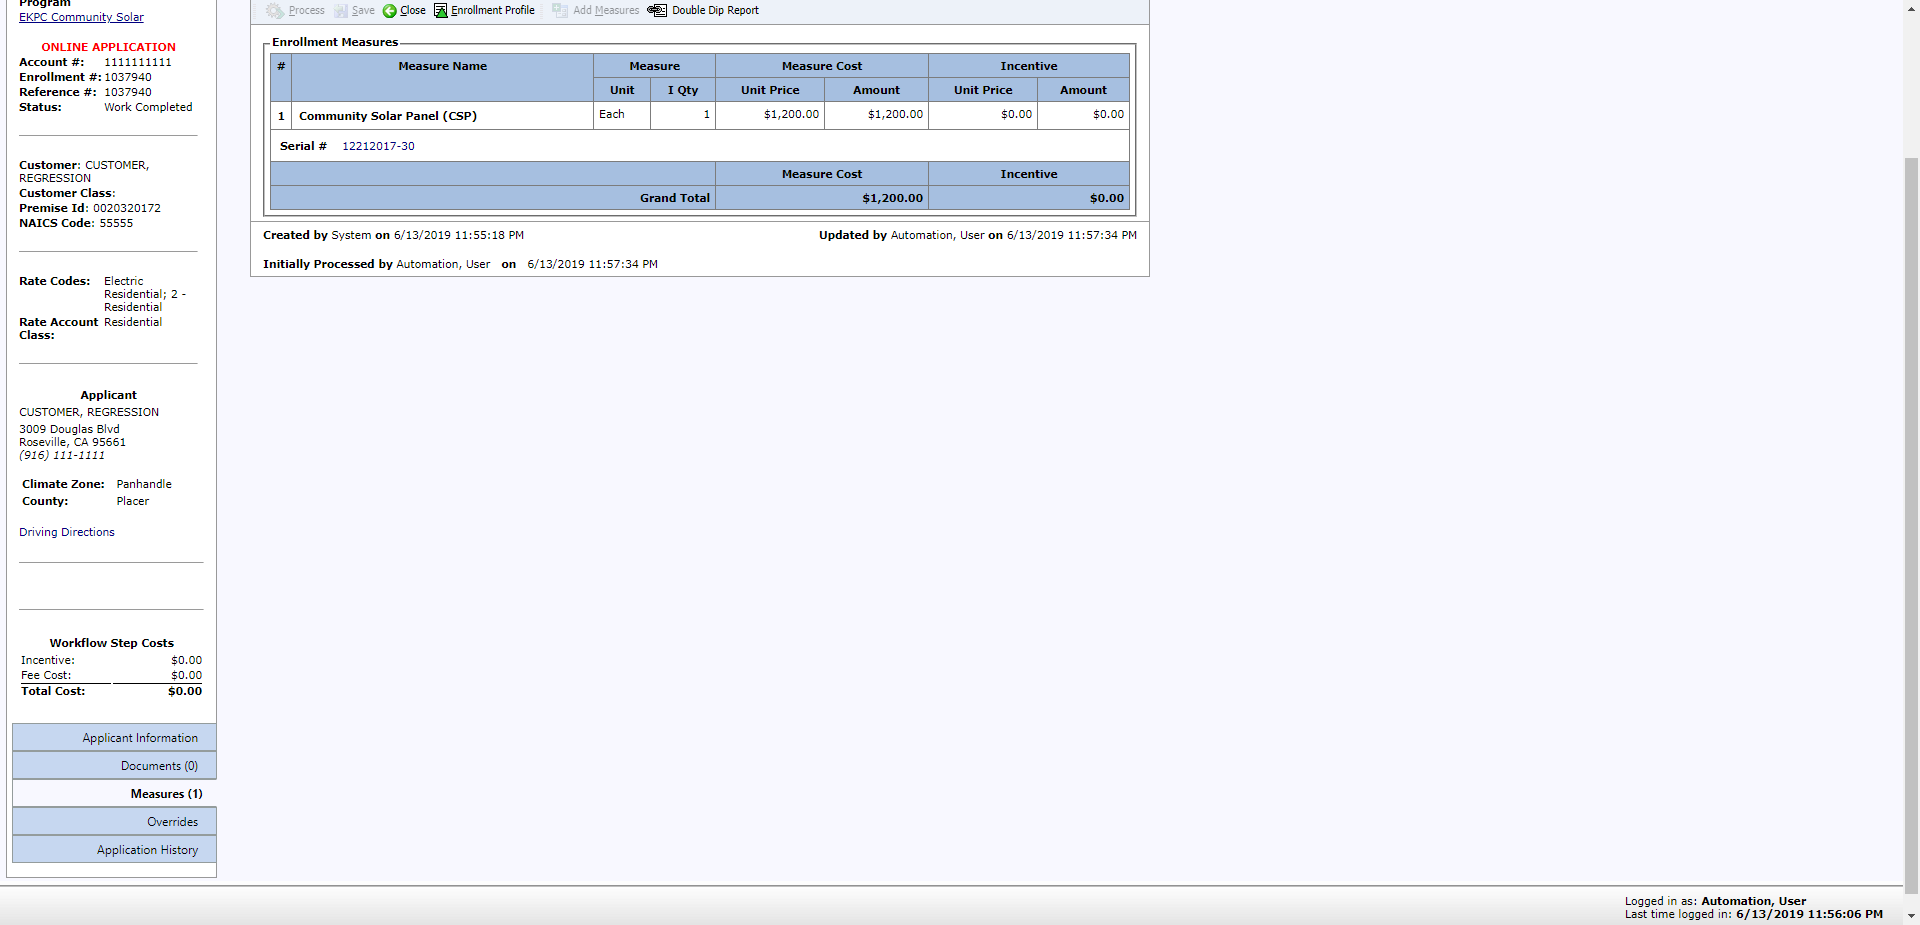 Program
EKPC Community Solar
ONLINE APPLICATION
Account #: 1111111111
Enrollment #: 1037940
Reference #: 1037940
Status: Work Completed
Customer: CUSTOMER,
REGRESSION
Customer Class:
Premise Id: 0020320172
NAICS Code: 55555
Rate Codes: Electric
Residential; 2 -
Residential
Rate Account Residential
Class:
Applicant
CUSTOMER, REGRESSION
3009 Douglas Blvd
Roseville, CA 95661
(916) 111-1111
Climate Zone: Panhandle
County: Placer
Driving Directions
Workflow Step Costs
Incentive: $0.00
Fee Cost: $0.00
Total Cost: $0.00
Applicant Information
Documents (0)
Measures (1)
Overrides
Application History
Process Save Close Enrollment Profile Add Measures Double Dip Report
Enrollment Measures
# Measure Name Measure Measure Cost Incentive
Unit I Qty Unit Price Amount Unit Price Amount
1 Community Solar Panel (CSP) Each 1 $1,200.00 $1,200.00 $0.00 $0.00
Serial # 12212017-30
Measure Cost Incentive
Grand Total $1,200.00 $0.00
Created by System on 6/13/2019 11:55:18 PM Updated by Automation, User on 6/13/2019 11:57:34 PM
Initially Processed by Automation, User on 6/13/2019 11:57:34 PM
Logged in as: Automation, User
Last time logged in: 6/13/2019 11:56:06 PM